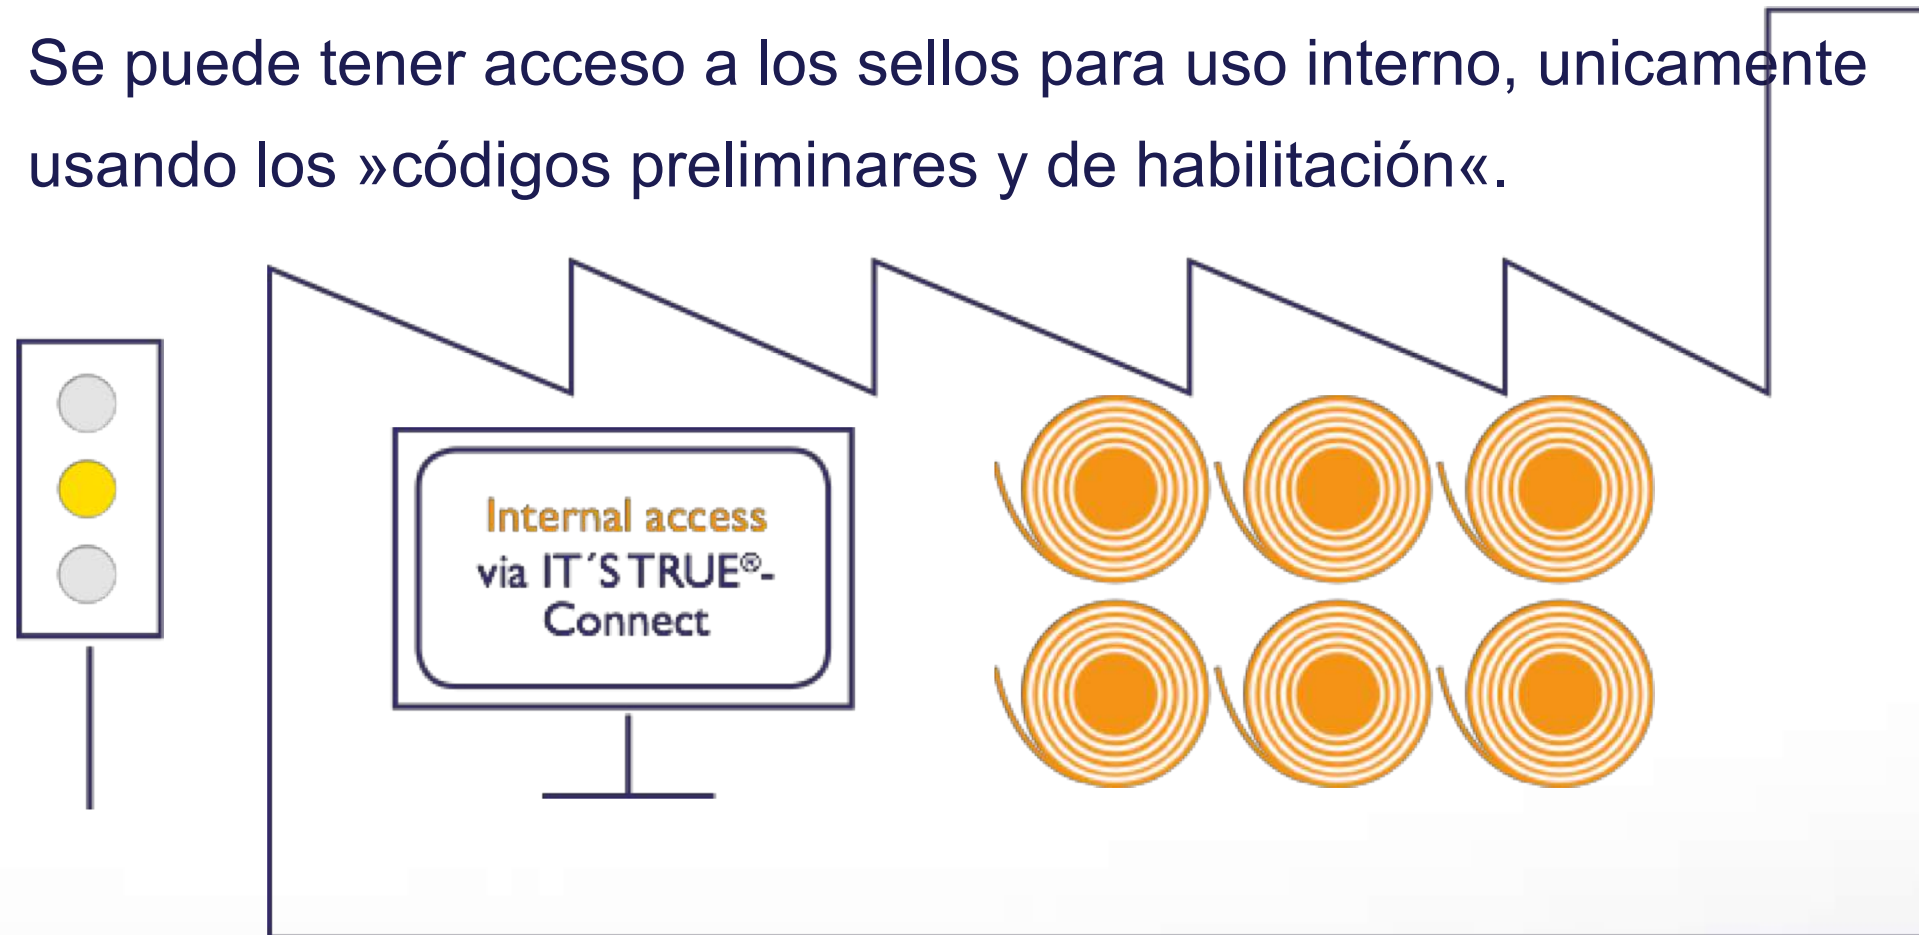 Se puede tener acceso a los sellos para uso interno, unicamente
usando los »códigos preliminares y de habilitación«.
Internal access
via IT´S TRUE®-
Connect